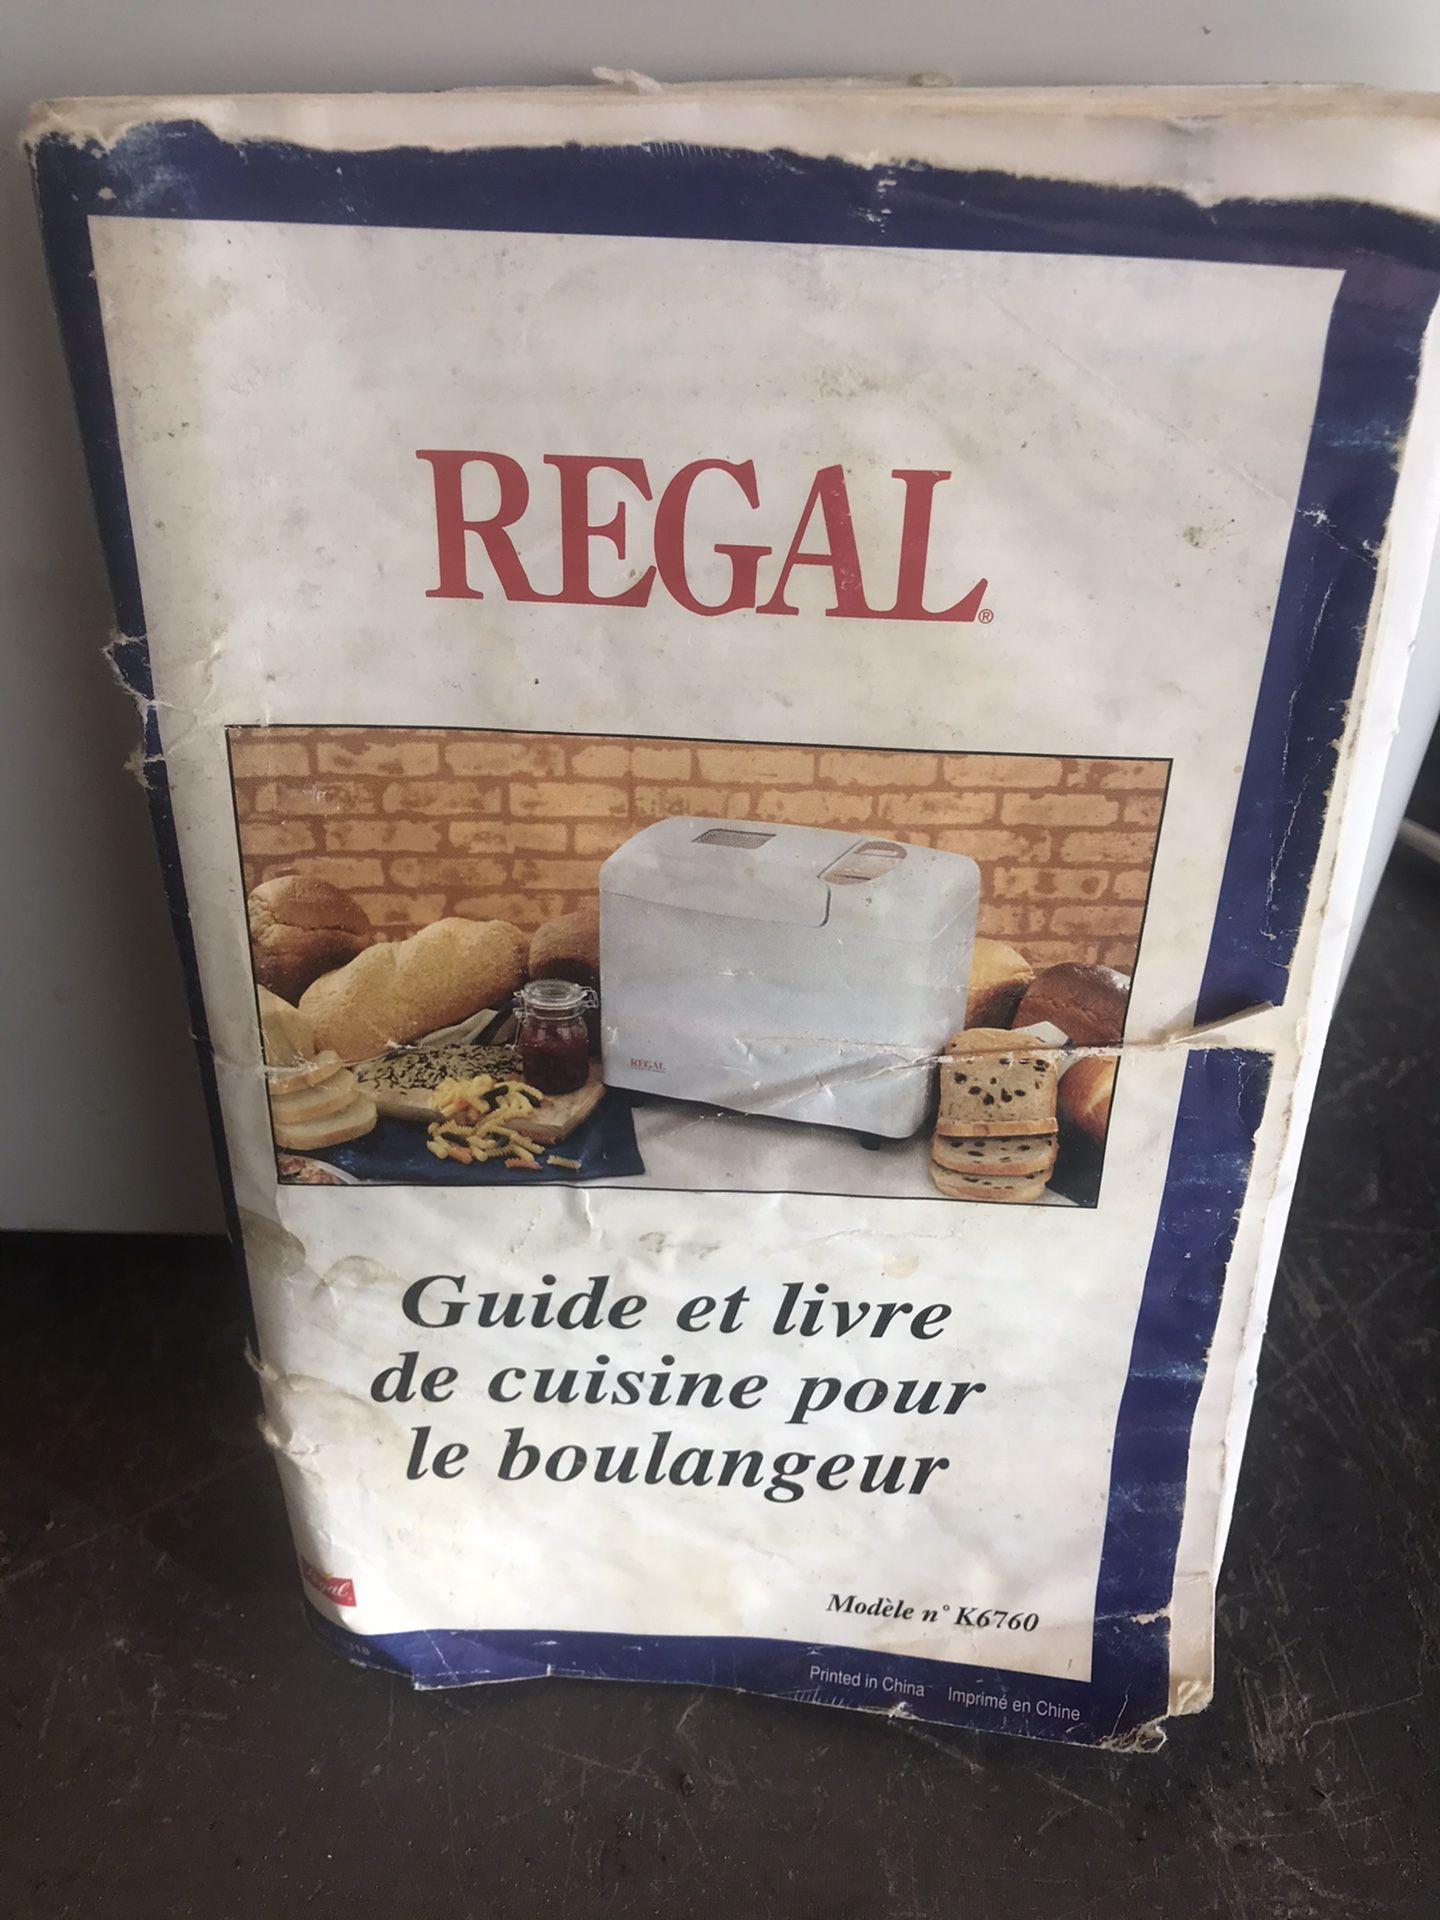 REGAL®
REGAL
Guide et livre
de cuisine pour
le boulangeur
Modèle n° K6760
Printed in China Imprimé en Chine